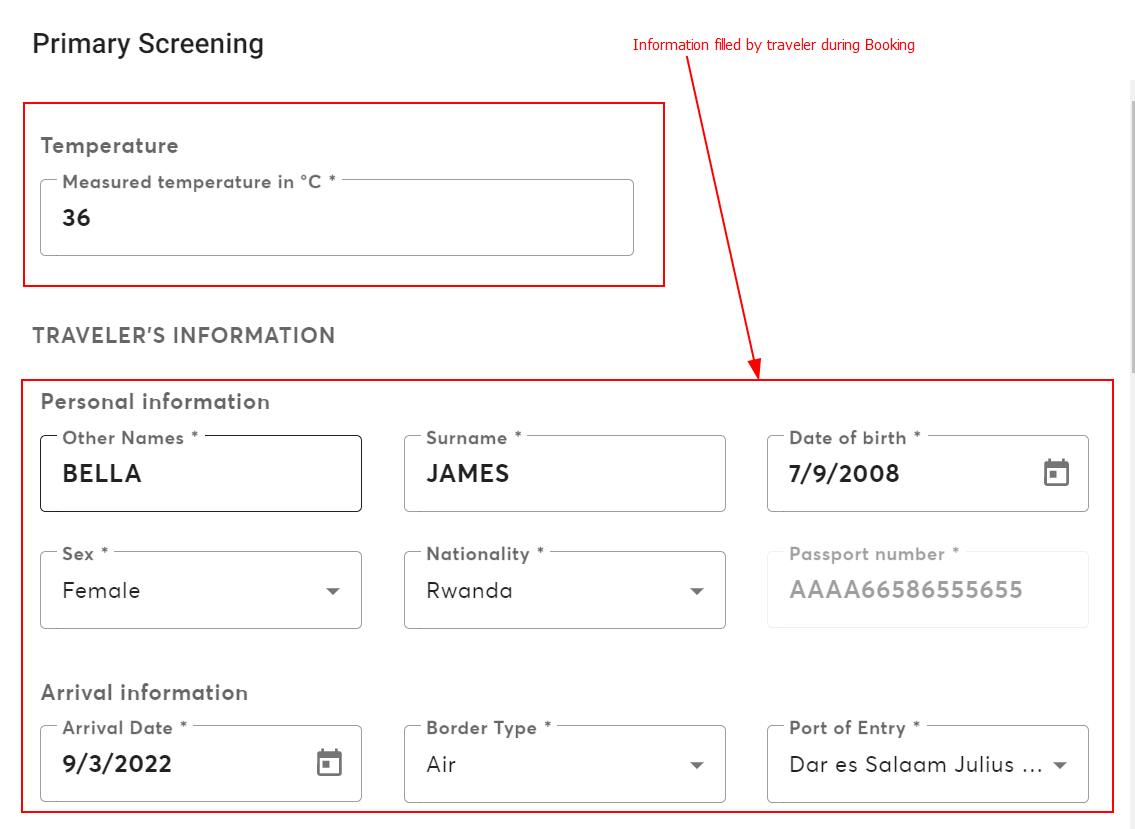 Primary Screening
Information filled by traveler during Booking
Temperature
Measured temperature in °C *
36
TRAVELER'S INFORMATION
Personal information
Other Names * Surname * Date of birth *
BELLA JAMES 7/9/2008
Sex * Nationality * Passport number *
Female Rwanda AAAA66586555655
Arrival information
Arrival Date * Border Type * Port of Entry *
9/3/2022 Air Dar es Salaam Julius ...